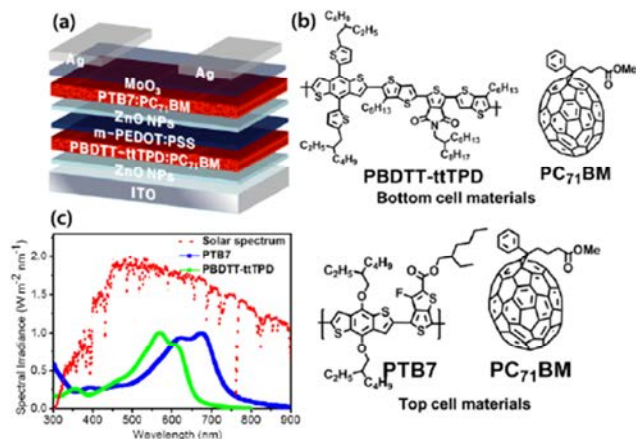 (a)
Ag
Ag
MoO3
PTB7:PC71BM
ZnO NPs
m-PEDOT:PSS
PBDTT-ttTPD:PC71BM
ZnO NPs
ITO
(b)
C4H9
C2H5
S
S
S
S
S
S
S
S
S
C6H13
C6H13
O
N
O
C6H13
C8H17
C2H5
C4H9
PBDTT-ttTPD
OMe
O
PC71BM
Bottom cell materials
(c)
Solar spectrum
PTB7
PBDTT-ttTPD
Spectral Irradiance (W m-2 nm-1)
2.0
1.5
1.0
0.5
0.0
300
400
500
600
700
800
900
Wavelength (nm)
C4H9
C2H5
O
S
S
O
C2H5
C4H9
O
O
F
S
S
PTB7
OMe
O
PC71BM
Top cell materials